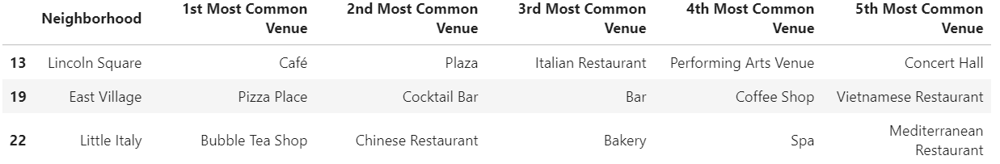 Neighborhood 1st Most Common Venue 2nd Most Common Venue 3rd Most Common Venue 4th Most Common Venue 5th Most Common Venue
13 Lincoln Square Café Plaza Italian Restaurant Performing Arts Venue Concert Hall
19 East Village Pizza Place Cocktail Bar Bar Coffee Shop Vietnamese Restaurant
22 Little Italy Bubble Tea Shop Chinese Restaurant Bakery Spa Mediterranean Restaurant